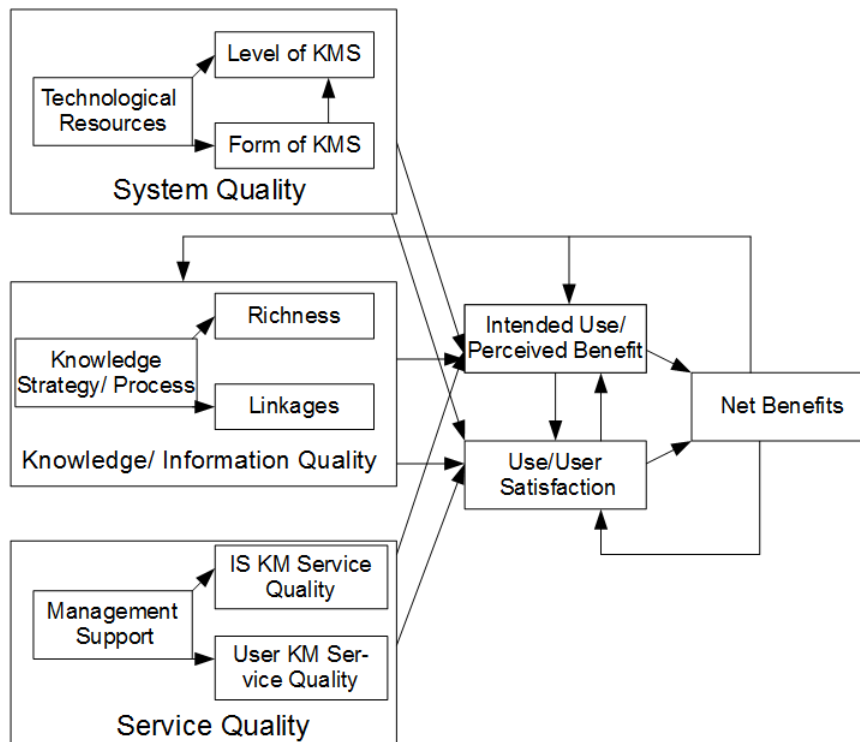 Level of KMS
Technological
Resources
Form of KMS
System Quality
Richness
Knowledge
Strategy/ Process
Linkages
Knowledge/ Information Quality
IS KM Service
Quality
Management
Support
User KM Ser-
vice Quality
Service Quality
Intended Use/
Perceived Benefit
Use/User
Satisfaction
Net Benefits